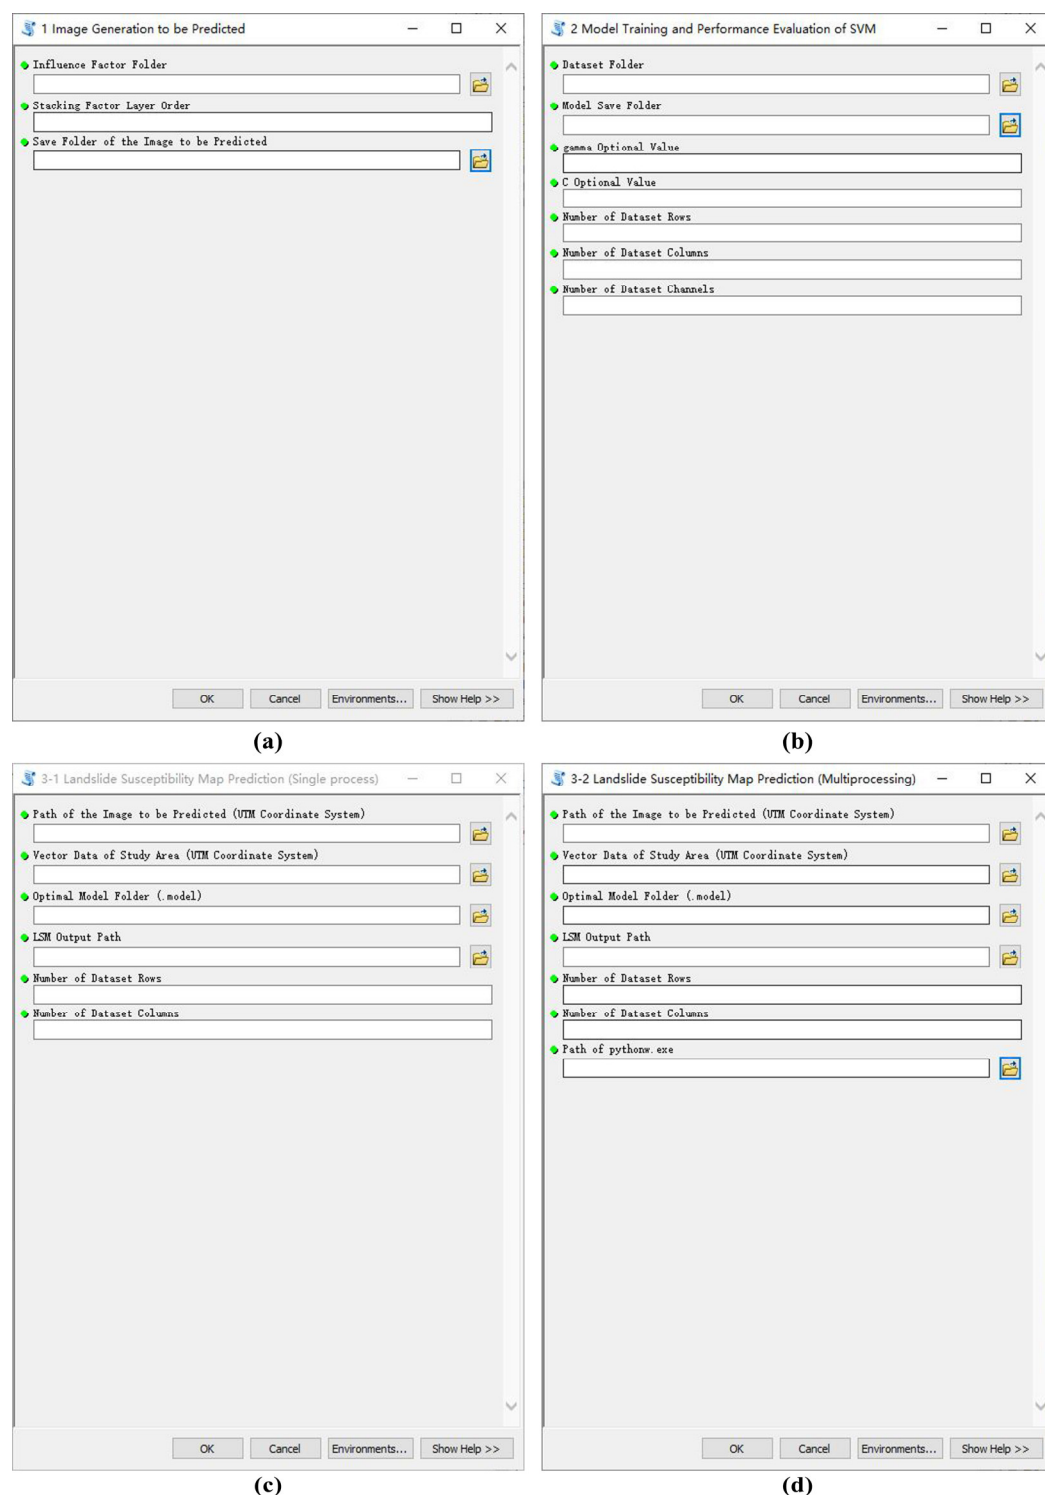 1 Image Generation to be Predicted
Influence Factor Folder
Stacking Factor Layer Order
Save Folder of the Image to be Predicted
OK Cancel Environments... Show Help >>
(a)
2 Model Training and Performance Evaluation of SVM
Dataset Folder
Model Save Folder
gamma Optional Value
C Optional Value
Number of Dataset Rows
Number of Dataset Columns
Number of Dataset Channels
OK Cancel Environments... Show Help >>
(b)
3-1 Landslide Susceptibility Map Prediction (Single process)
Path of the Image to be Predicted (UTM Coordinate System)
Vector Data of Study Area (UTM Coordinate System)
Optimal Model Folder (.model)
LSM Output Path
Number of Dataset Rows
Number of Dataset Columns
OK Cancel Environments... Show Help >>
(c)
3-2 Landslide Susceptibility Map Prediction (Multiprocessing)
Path of the Image to be Predicted (UTM Coordinate System)
Vector Data of Study Area (UTM Coordinate System)
Optimal Model Folder (.model)
LSM Output Path
Number of Dataset Rows
Number of Dataset Columns
Path of pythonw.exe
OK Cancel Environments... Show Help >>
(d)